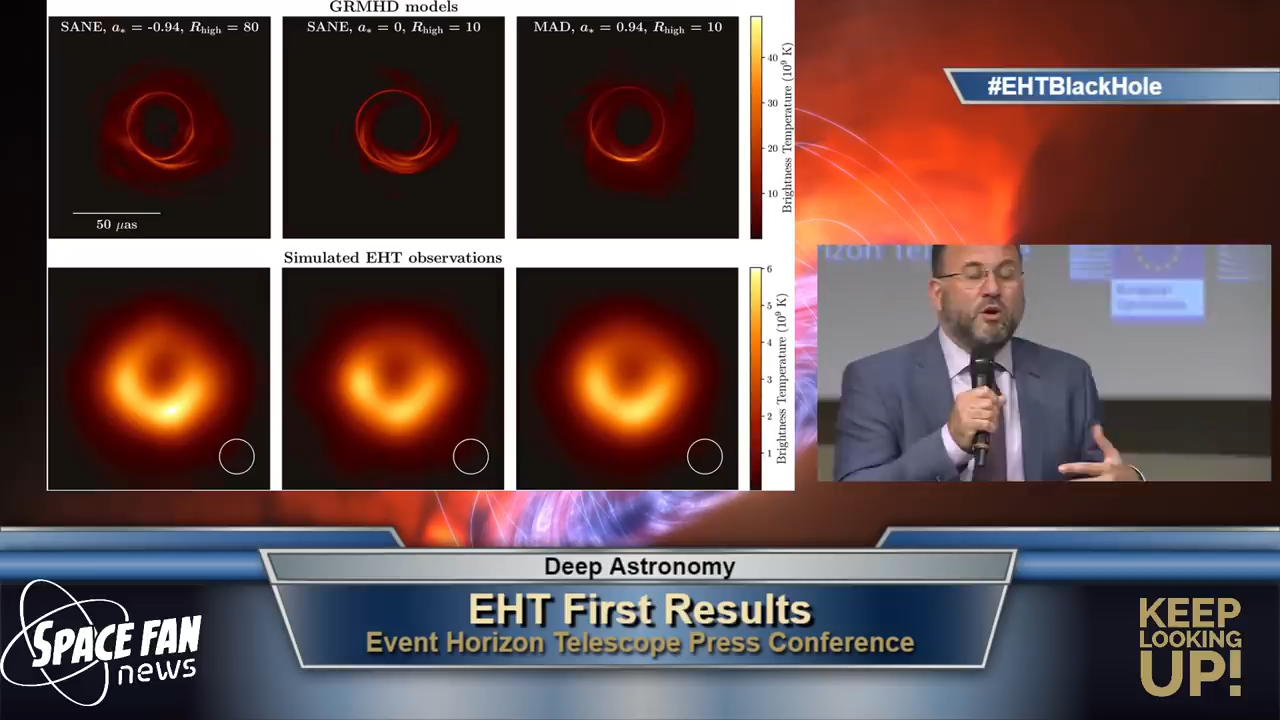 GRMHD models
SANE, a* = -0.94, Rhigh = 80
SANE, a* = 0, Rhigh = 10
MAD, a* = 0.94, Rhigh = 10
50 μas
40
30
20
10
Brightness Temperature (10⁹ K)
Simulated EHT observations
6
5
4
3
2
1
Brightness Temperature (10⁹ K)
#EHTBlackHole
European
Commission
Deep Astronomy
EHT First Results
Event Horizon Telescope Press Conference
SPACE FAN
news
KEEP
LOOKING
UP!